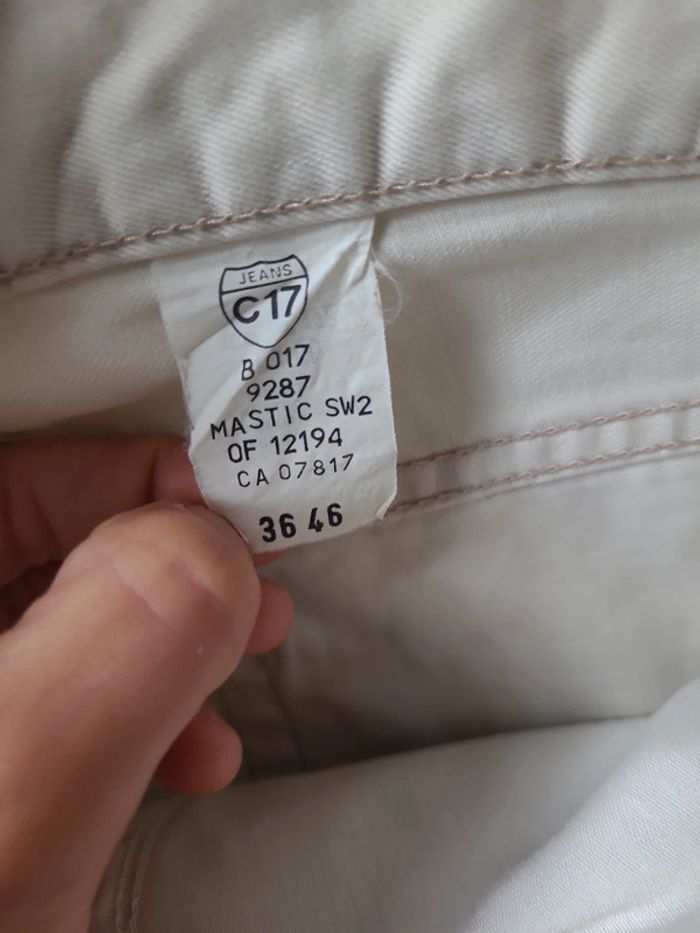 JEANS
C17
B 017
9287
MASTIC SW2
OF 12194
CA 07817
36 46